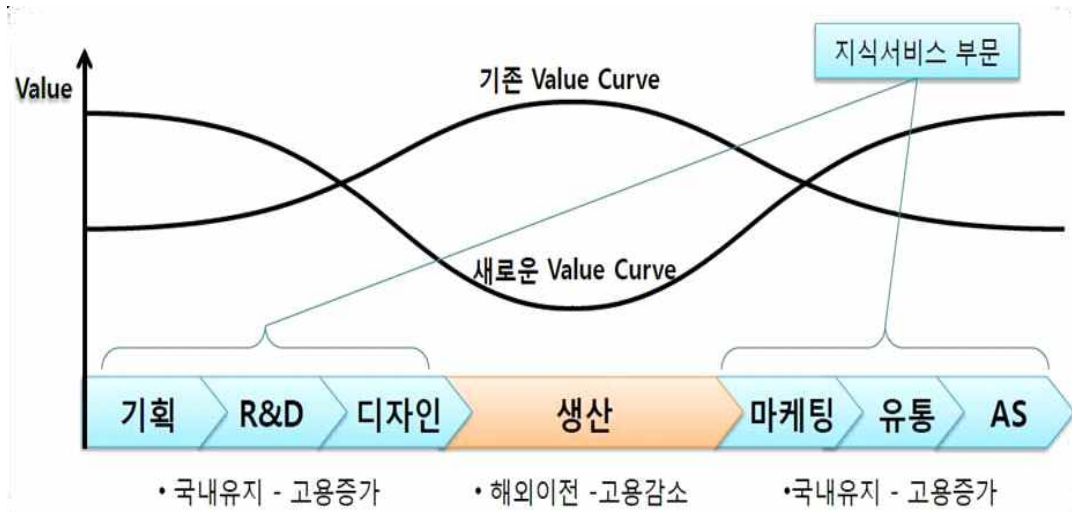 지식서비스 부문
Value
기존 Value Curve
새로운 Value Curve
기획
R&D
디자인
생산
마케팅
유통
AS
• 국내유지 - 고용증가
• 해외이전 -고용감소
•국내유지 - 고용증가